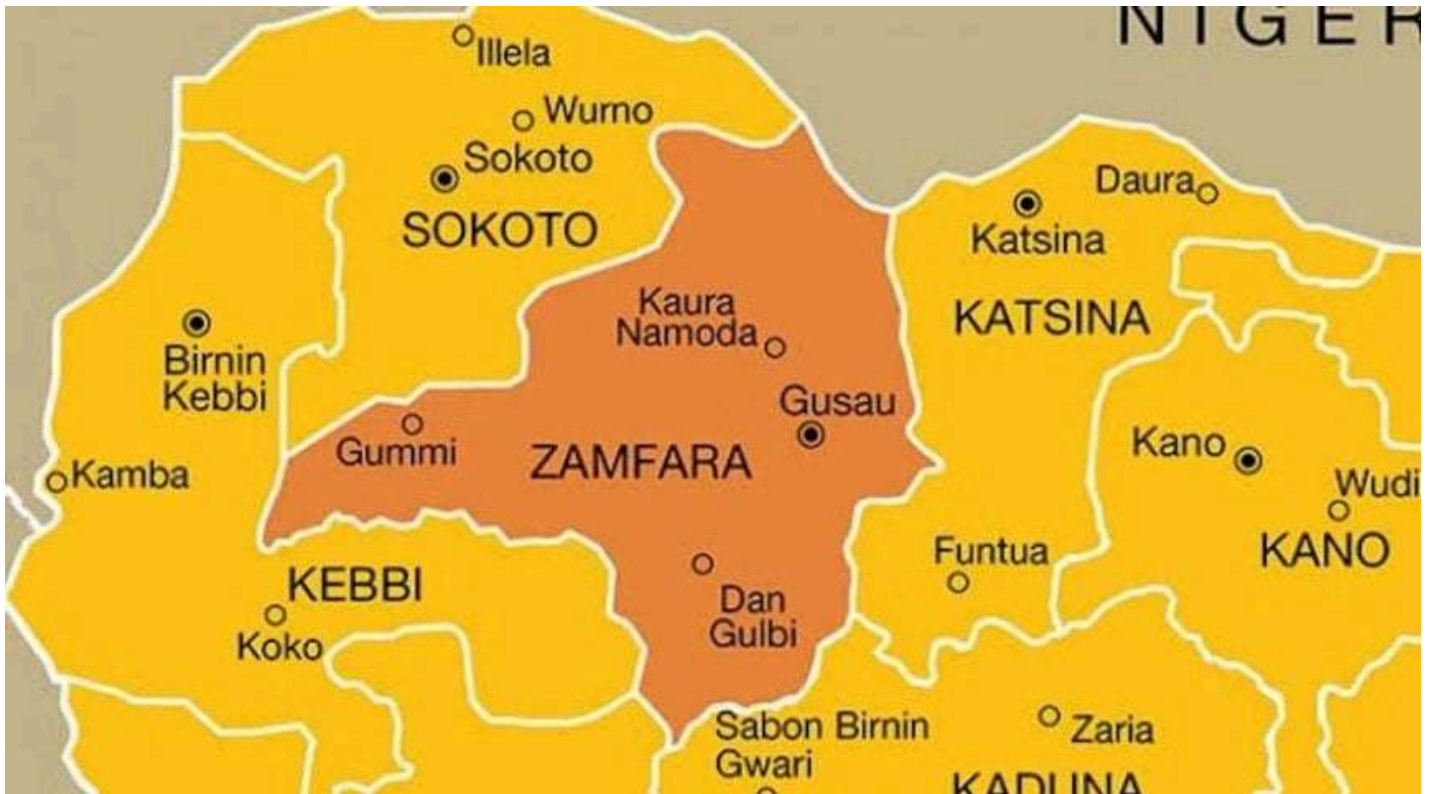 NIGER
Illela
Wurno
Sokoto
SOKOTO
Daura
Katsina
KATSINA
Kaura
Namoda
Birnin
Kebbi
Gusau
Gummi
ZAMFARA
Kano
Kamba
Wudi
KANO
Funtua
KEBBI
Dan
Gulbi
Koko
Sabon Birnin
Gwari
Zaria
KADUNA